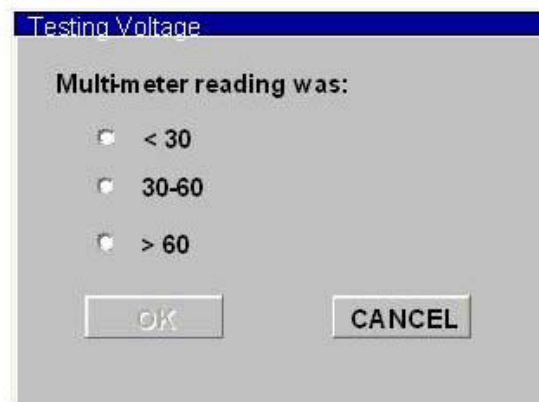 Testing Voltage
Multi-meter reading was:
< 30
30-60
> 60
OK
CANCEL